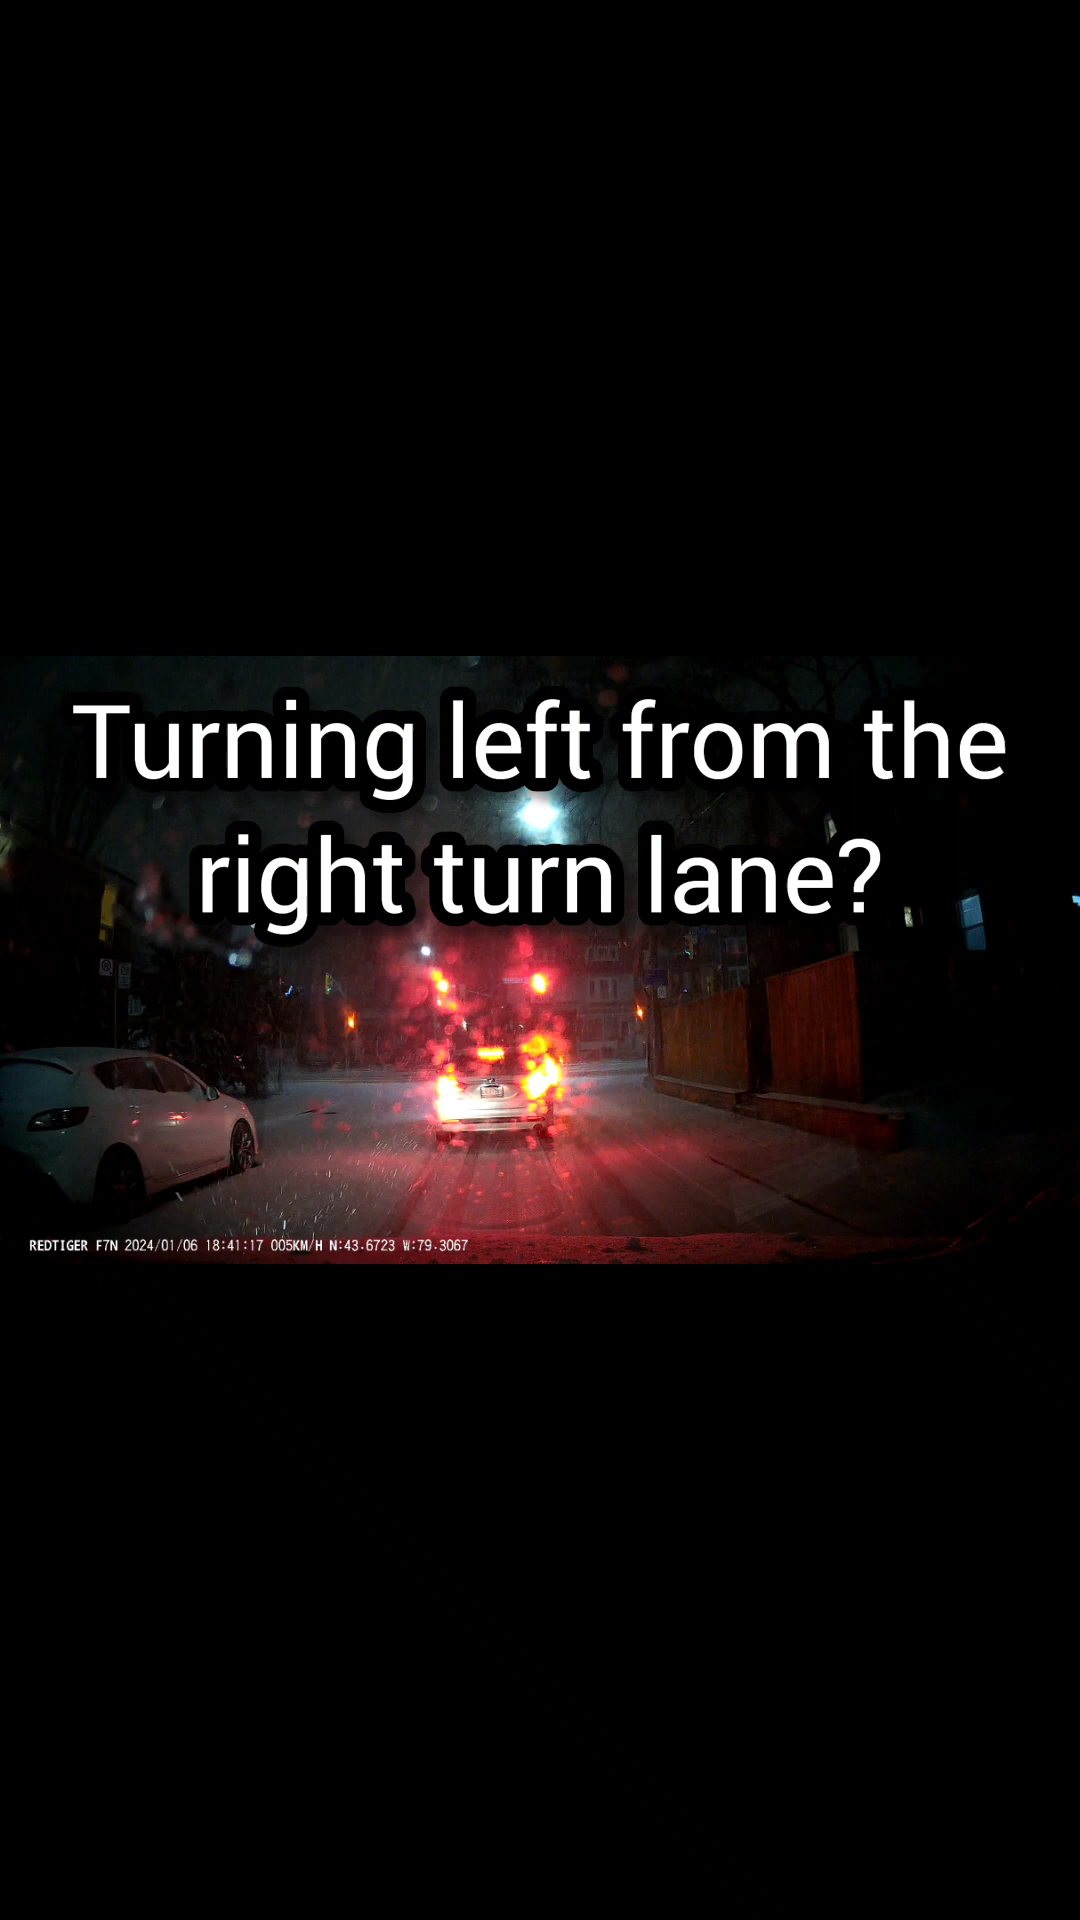 Turning left from the
right turn lane?
REDTIGER F7N 2024/01/06 18:41:17 005KM/H N:43.6723 W:79.3067